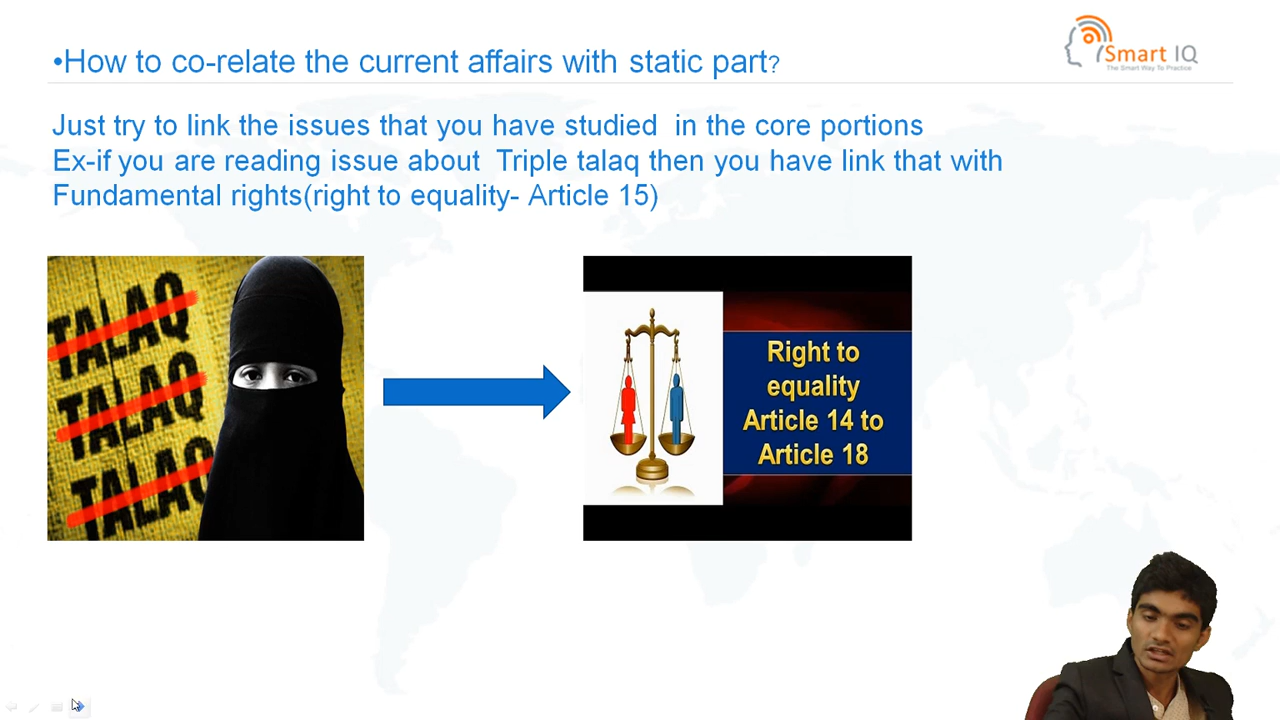 •How to co-relate the current affairs with static part?
Smart IQ
The Smart Way To Practice
Just try to link the issues that you have studied in the core portions
Ex-if you are reading issue about Triple talaq then you have link that with
Fundamental rights(right to equality- Article 15)
TALAQ
TALAQ
TALAQ
Right to
equality
Article 14 to
Article 18